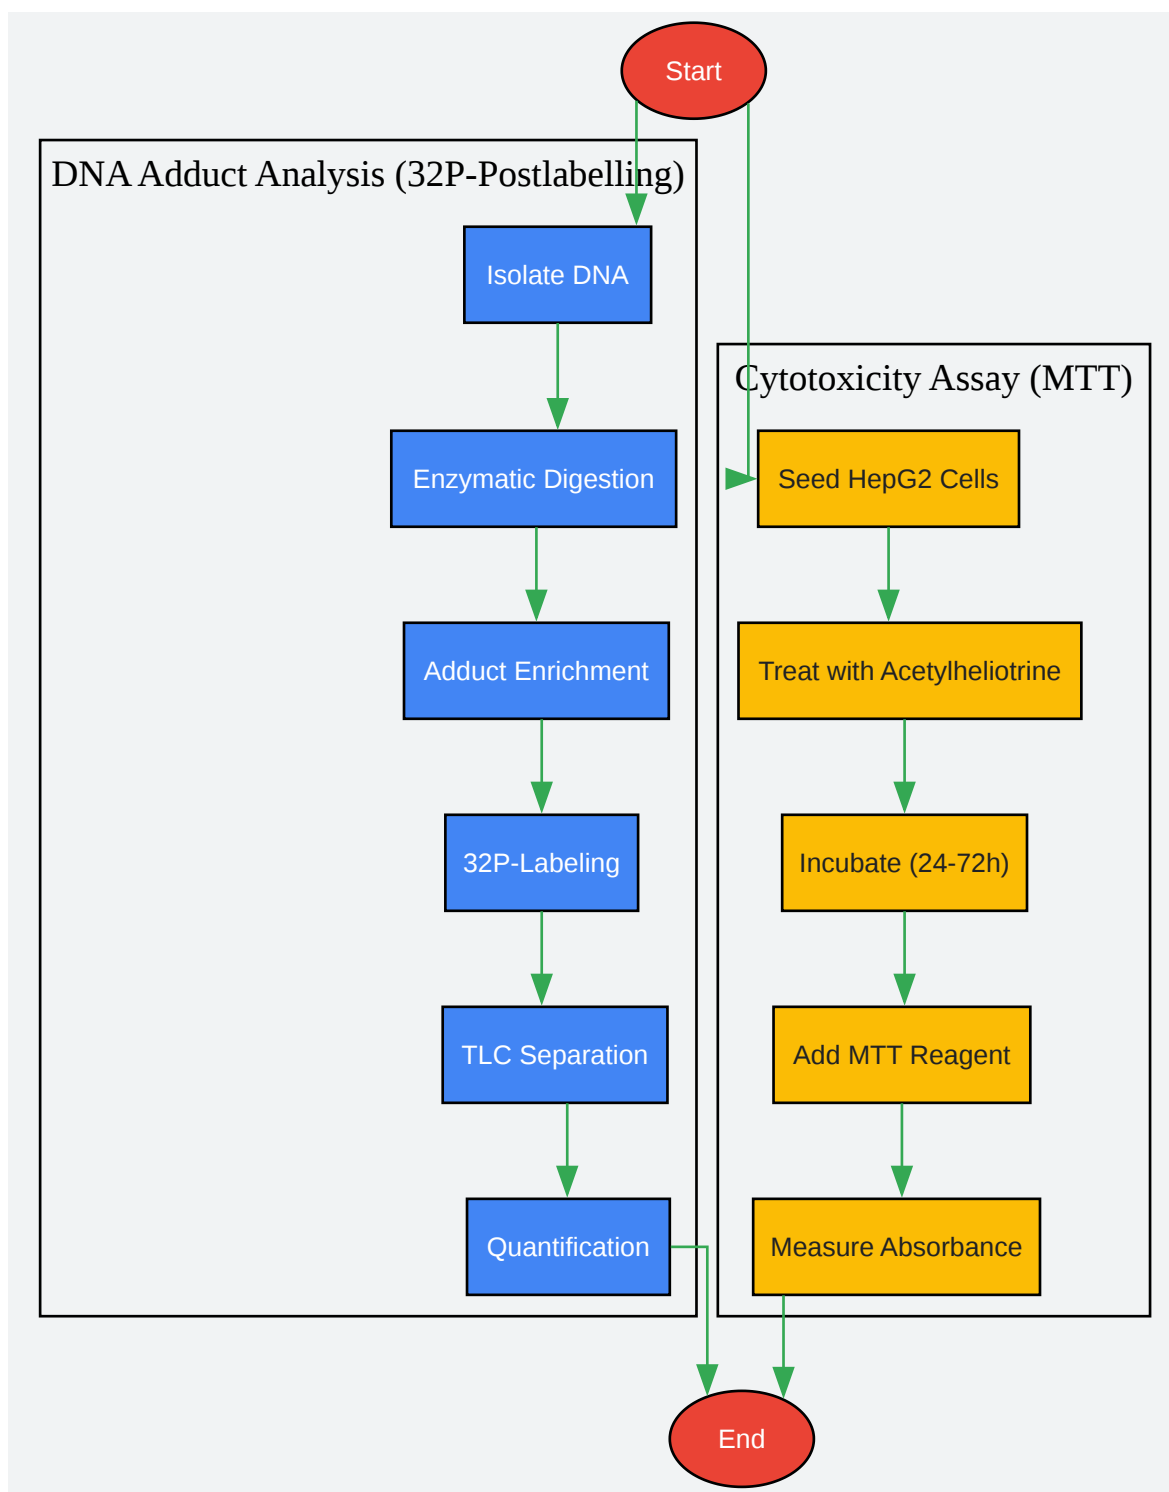 Start
DNA Adduct Analysis (32P-Postlabelling)
Isolate DNA
Enzymatic Digestion
Adduct Enrichment
32P-Labeling
TLC Separation
Quantification
Cytotoxicity Assay (MTT)
Seed HepG2 Cells
Treat with Acetylheliotrine
Incubate (24-72h)
Add MTT Reagent
Measure Absorbance
End